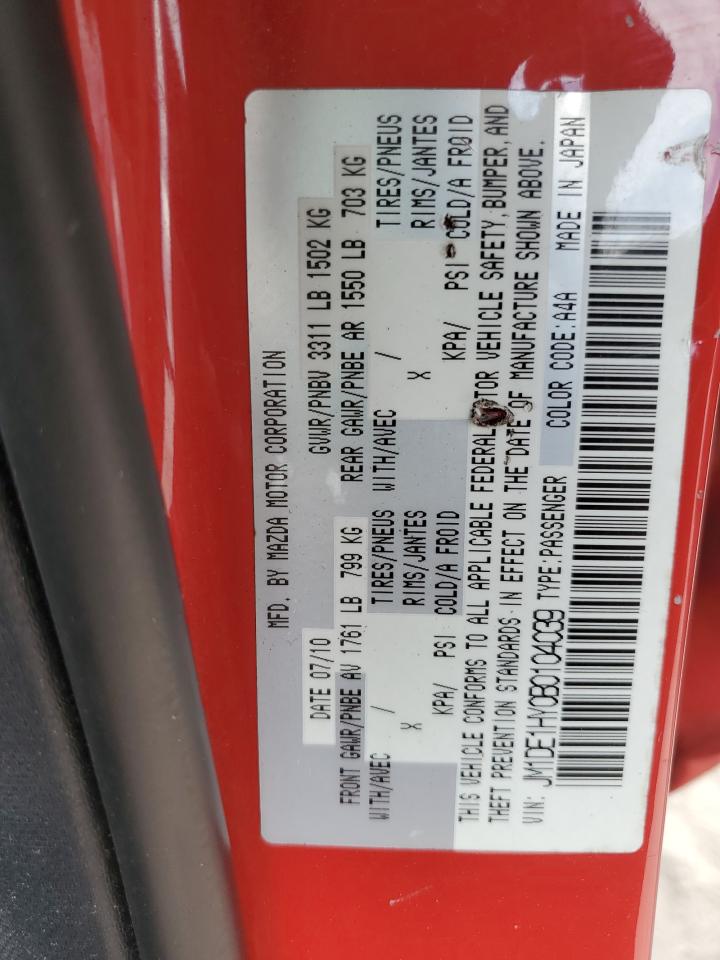 MFD. BY MAZDA MOTOR CORPORATION
DATE 07/10 GVWR/PNBV 3311 LB 1502 KG
FRONT GAWR/PNBE AV 1761 LB 799 KG REAR GAWR/PNBE AR 1550 LB 703 KG
WITH/AVEC TIRES/PNEUS WITH/AVEC TIRES/PNEUS
/ RIMS/JANTES / RIMS/JANTES
X X
KPA/ PSI COLD/A FROID KPA/ PSI COLD/A FROID
THIS VEHICLE CONFORMS TO ALL APPLICABLE FEDERAL MOTOR VEHICLE SAFETY, BUMPER, AND
THEFT PREVENTION STANDARDS IN EFFECT ON THE DATE OF MANUFACTURE SHOWN ABOVE.
VIN: JM1DE1HY0B0104039 TYPE:PASSENGER COLOR CODE:A4A MADE IN JAPAN